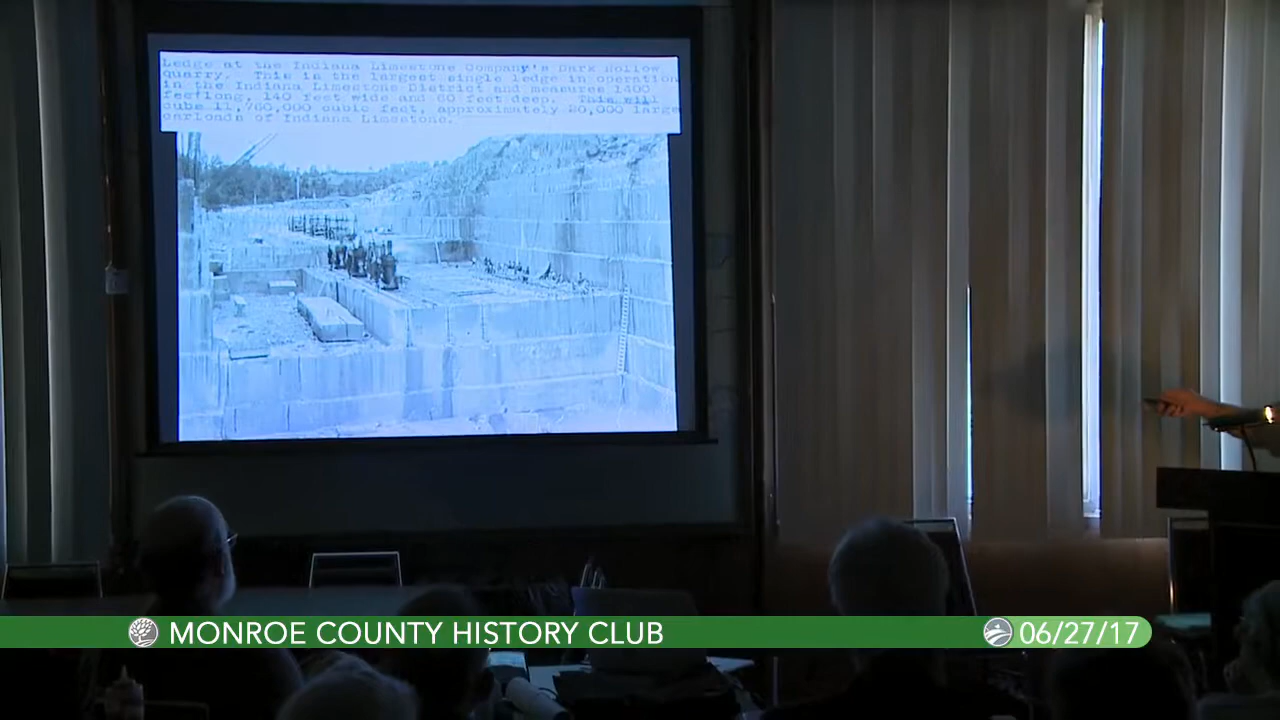 Ledge at the Indiana Limestone Company's Dark Hollow
quarry. This is the largest single ledge in operation
in the Indiana Limestone District and measures 1400
feet long, 140 feet wide and 60 feet deep. This will
cube 11,760,000 cubic feet, approximately 20,000 large
carloads of Indiana Limestone.
MONROE COUNTY HISTORY CLUB
06/27/17